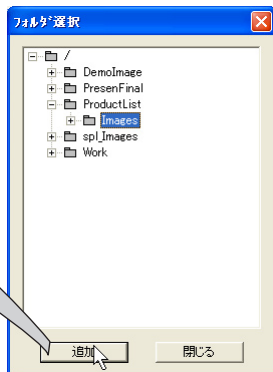 フォルダ選択
/
DemoImage
PresenFinal
ProductList
Images
spl_Images
Work
追加
閉じる